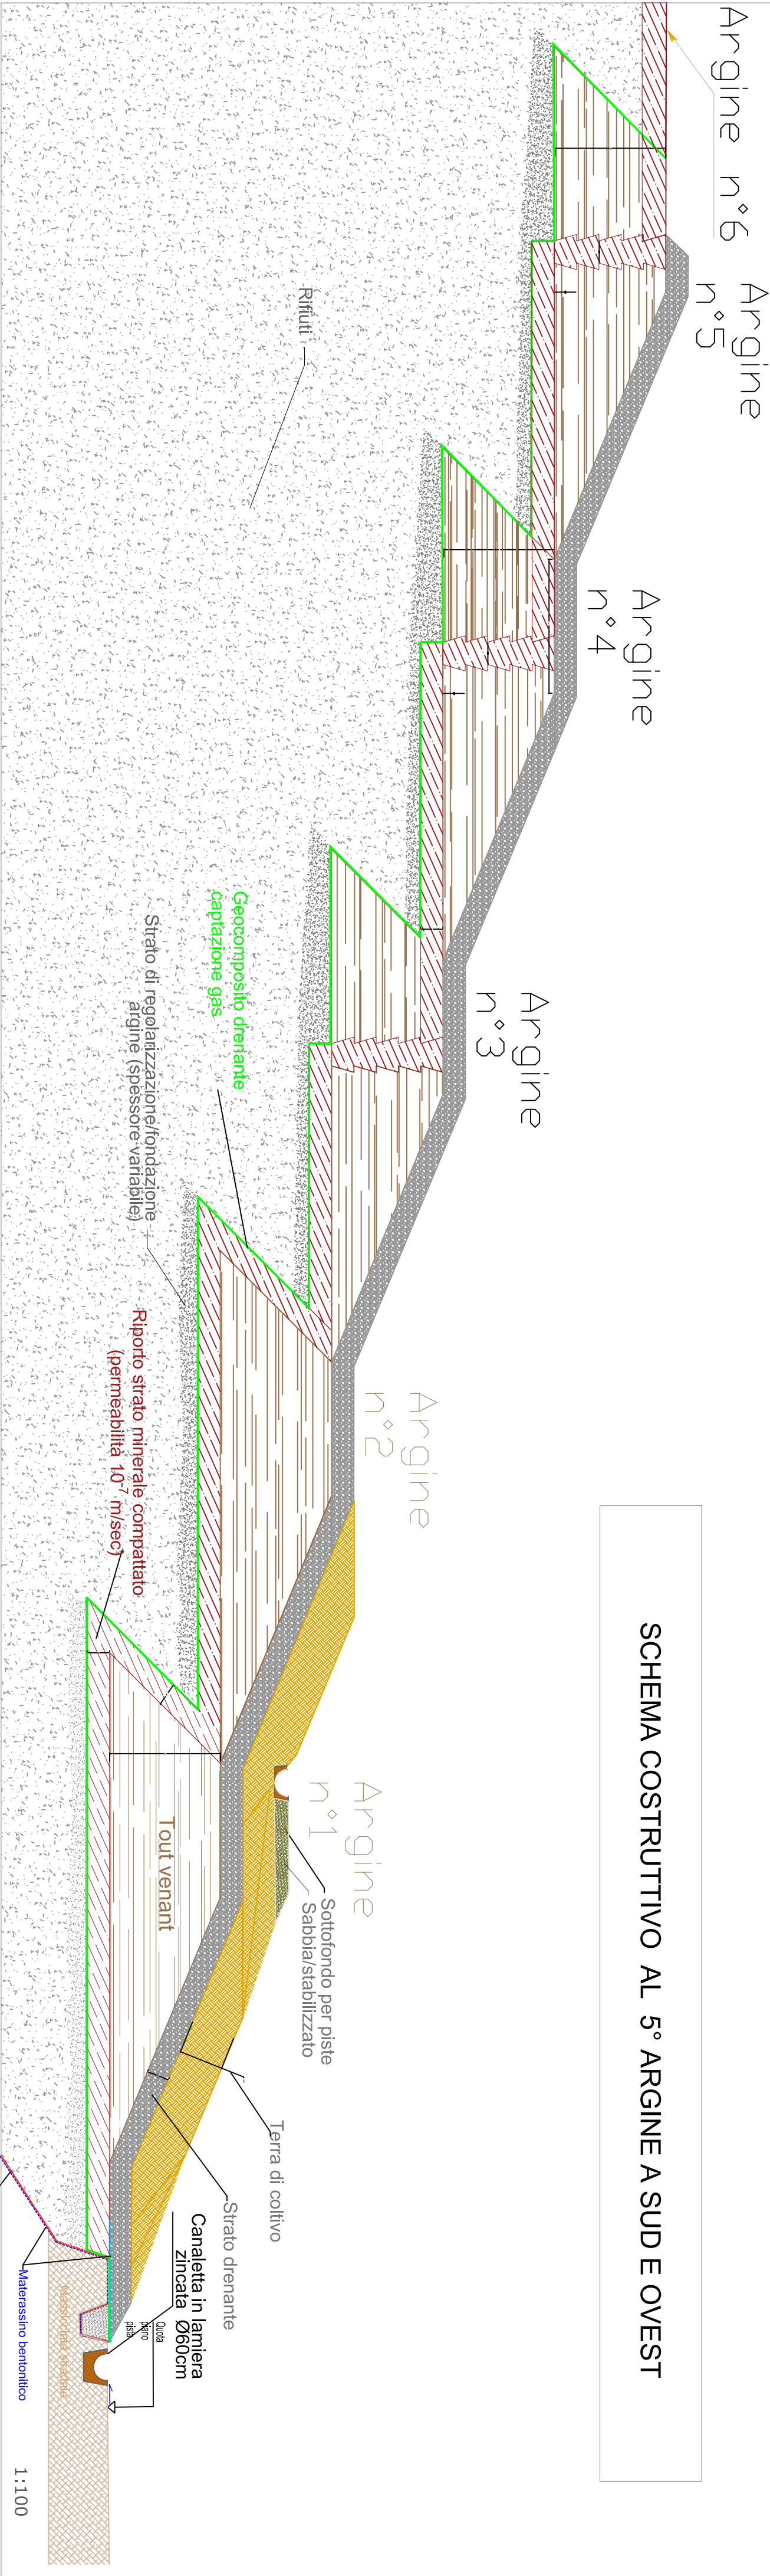 SCHEMA COSTRUTTIVO AL 5° ARGINE A SUD E OVEST
Argine n°6
Argine
n°5
Argine
n°4
Argine
n°3
Argine
n°2
Argine
n°1
Rifiuti
Geocomposito drenante
captazione gas
Strato di regolarizzazione/fondazione
argine (spessore variabile)
Riporto strato minerale compattato
(permeabilità 10⁻⁷ m/sec)
Tout venant
Sottofondo per piste
Sabbia/stabilizzato
Terra di coltivo
Strato drenante
Canaletta in lamiera
zincata Ø60cm
Quota
piano
pista
Materassino bentonitico
1:100